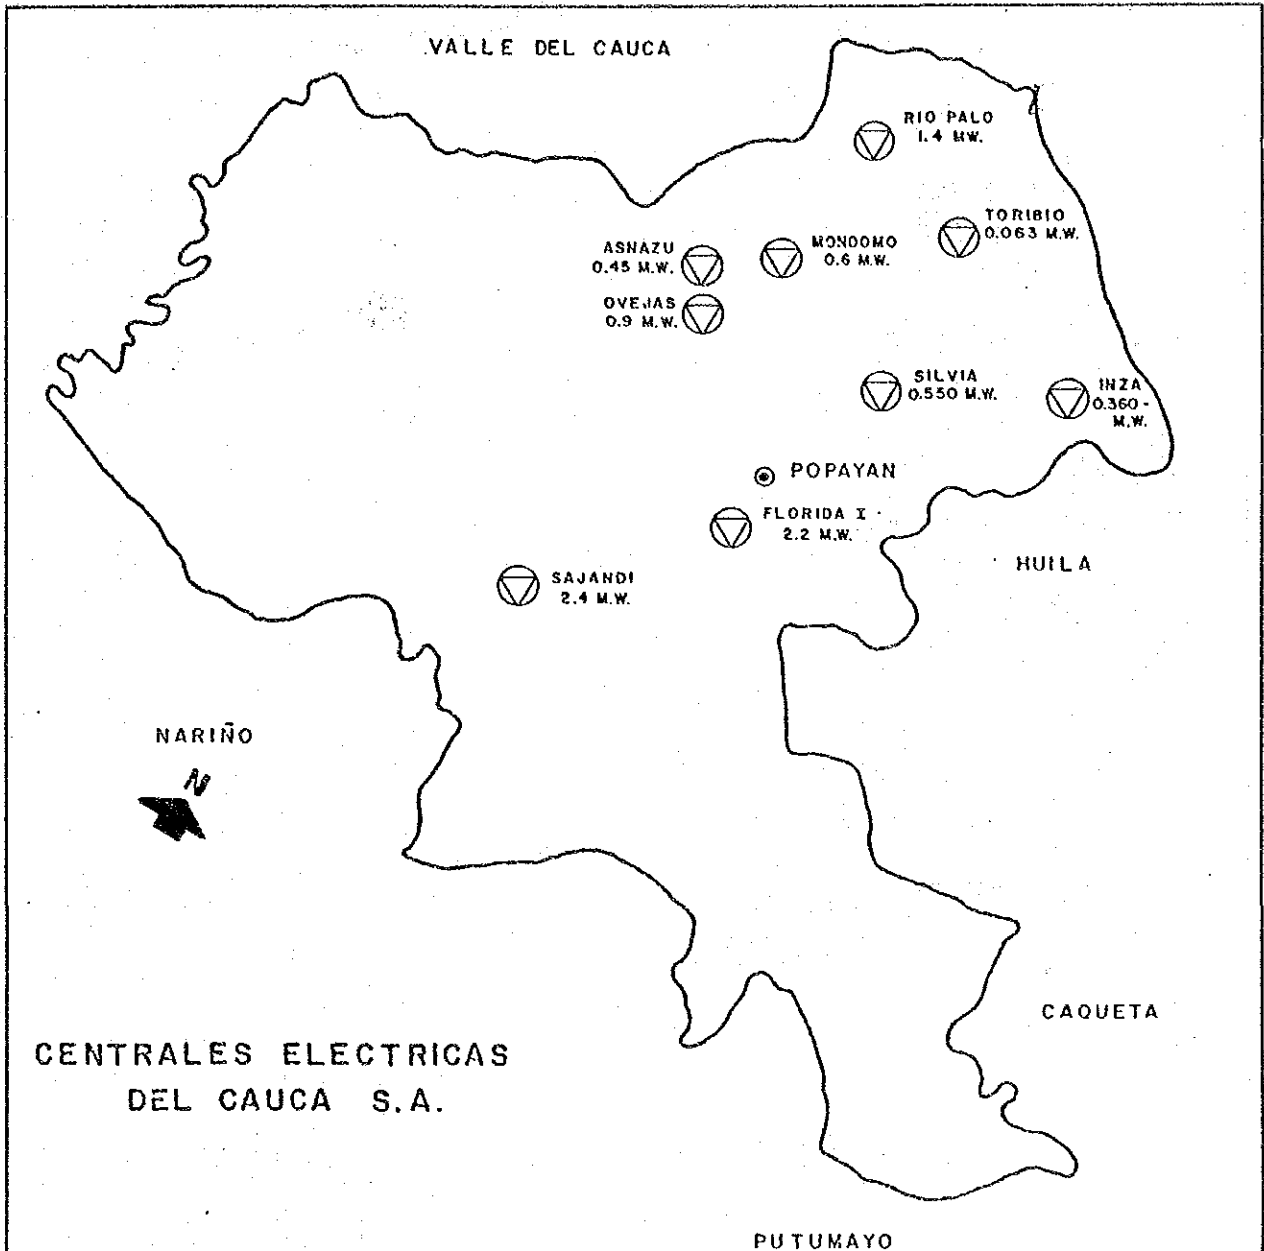 VALLE DEL CAUCA
RIO PALO
1.4 MW.
TORIBIO
0.063 M.W.
ASNAZU
0.45 M.W.
MONDOMO
0.6 M.W.
OVEJAS
0.9 M.W.
SILVIA
0.550 M.W.
INZA
0.360-
M.W.
POPAYAN
FLORIDA I
2.2 M.W.
HUILA
SAJANDI
2.4 M.W.
NARIÑO
N
CAQUETA
CENTRALES ELECTRICAS
DEL CAUCA S.A.
PUTUMAYO